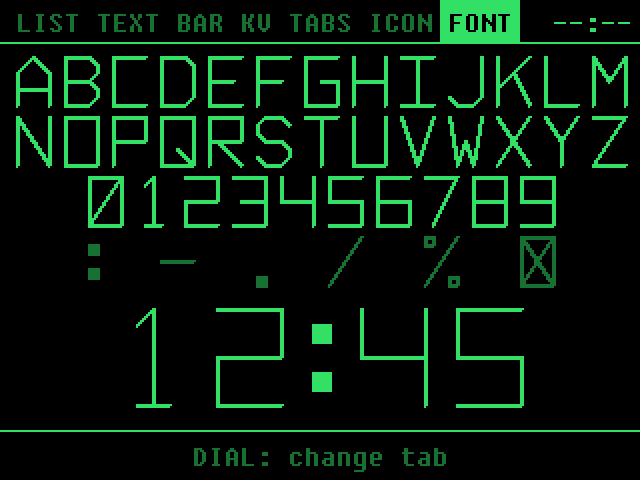 LIST TEXT BAR KV TABS ICON FONT --:--
ABCDEFGHIJKLM
NOPQRSTUVWXYZ
0123456789
: - . / %
12:45
DIAL: change tab